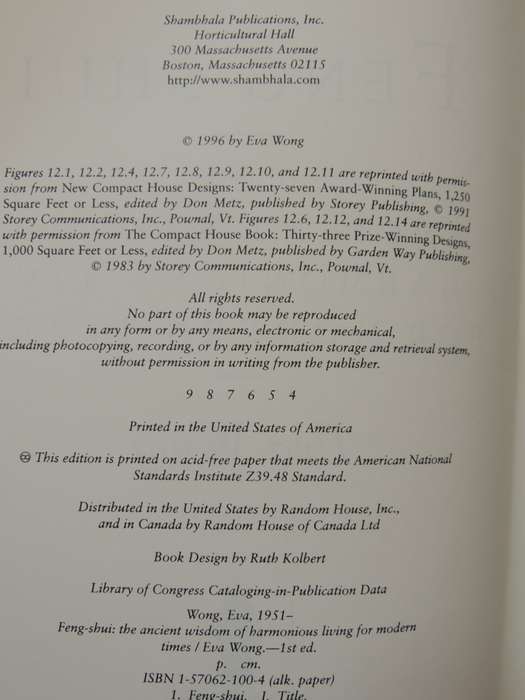 Shambhala Publications, Inc.
Horticultural Hall
300 Massachusetts Avenue
Boston, Massachusetts 02115
http://www.shambhala.com
© 1996 by Eva Wong
Figures 12.1, 12.2, 12.4, 12.7, 12.8, 12.9, 12.10, and 12.11 are reprinted with permis-
sion from New Compact House Designs: Twenty-seven Award-Winning Plans, 1,250
Square Feet or Less, edited by Don Metz, published by Storey Publishing, © 1991
Storey Communications, Inc., Pownal, Vt. Figures 12.6, 12.12, and 12.14 are reprinted
with permission from The Compact House Book: Thirty-three Prize-Winning Designs,
1,000 Square Feet or Less, edited by Don Metz, published by Garden Way Publishing,
© 1983 by Storey Communications, Inc., Pownal, Vt.
All rights reserved.
No part of this book may be reproduced
in any form or by any means, electronic or mechanical,
including photocopying, recording, or by any information storage and retrieval system,
without permission in writing from the publisher.
9 8 7 6 5 4
Printed in the United States of America
♾ This edition is printed on acid-free paper that meets the American National
Standards Institute Z39.48 Standard.
Distributed in the United States by Random House, Inc.,
and in Canada by Random House of Canada Ltd
Book Design by Ruth Kolbert
Library of Congress Cataloging-in-Publication Data
Wong, Eva, 1951–
Feng-shui: the ancient wisdom of harmonious living for modern
times / Eva Wong.—1st ed.
p. cm.
ISBN 1-57062-100-4 (alk. paper)
1. Feng-shui. I. Title.